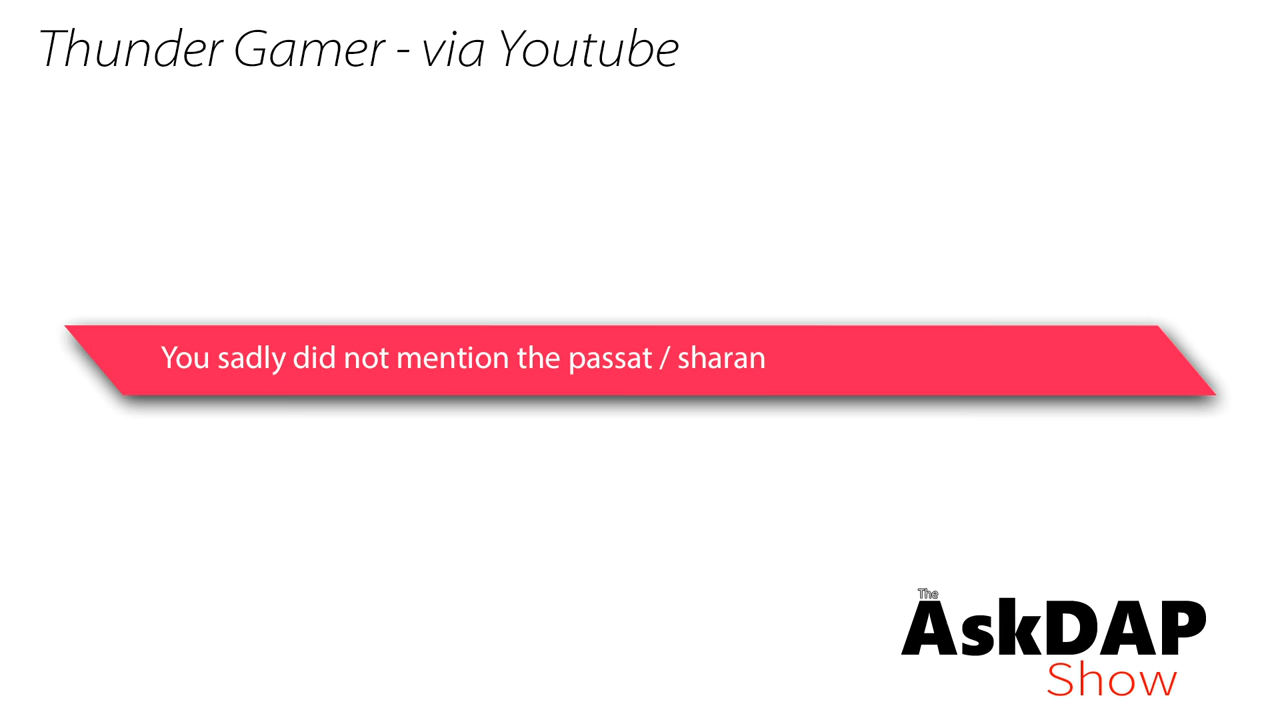 Thunder Gamer - via Youtube
You sadly did not mention the passat / sharan
The
AskDAP
Show